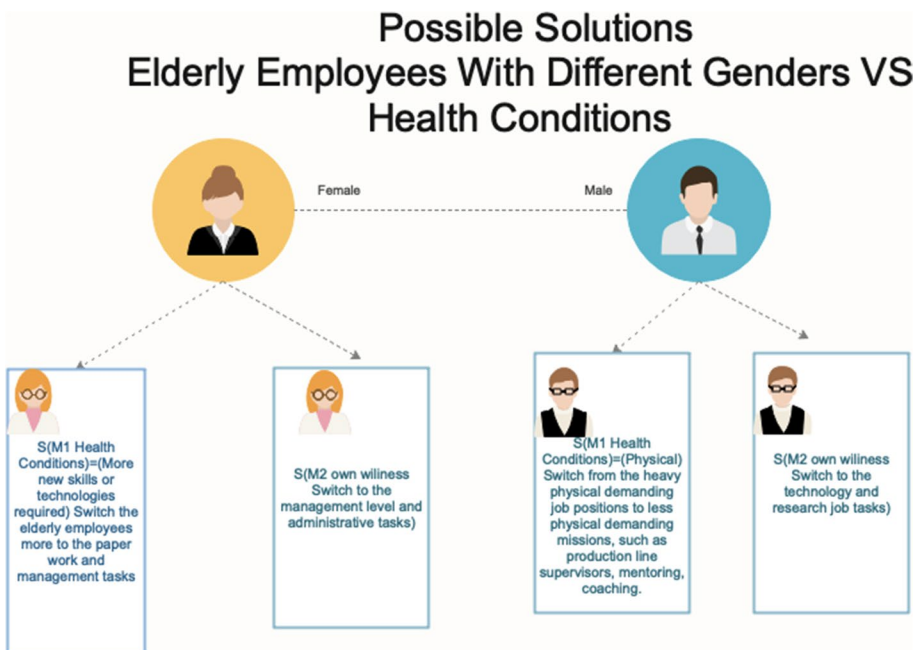 Possible Solutions
Elderly Employees With Different Genders VS
Health Conditions
Female
Male
S(M1 Health
Conditions)=(More
new skills or
technologies
required) Switch the
elderly employees
more to the paper
work and
management tasks
S(M2 own wiliness
Switch to the
management level and
administrative tasks)
S(M1 Health
Conditions)=(Physical)
Switch from the heavy
physical demanding
job positions to less
physical demanding
missions, such as
production line
supervisors, mentoring,
coaching.
S(M2 own wiliness
Switch to the
technology and
research job tasks)